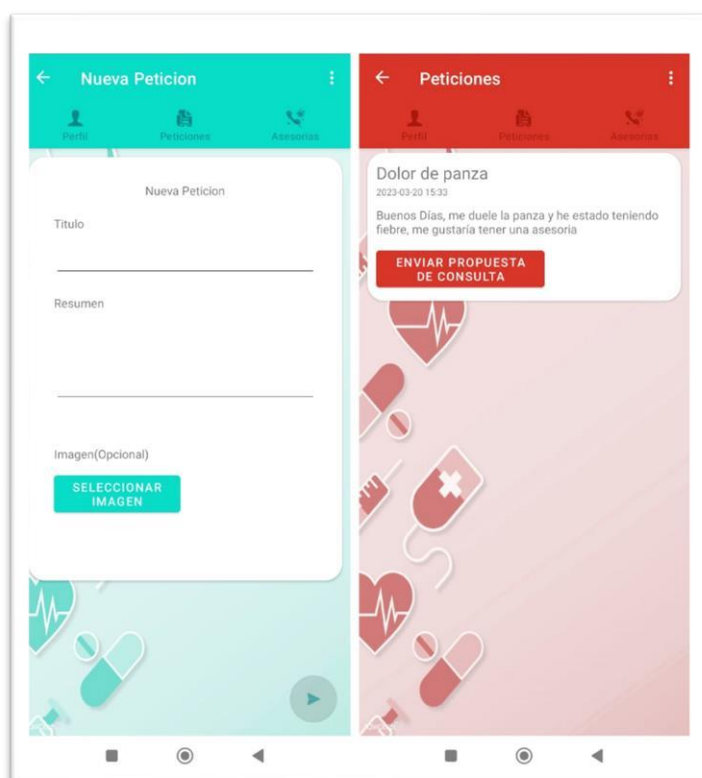 Nueva Peticion
Perfil
Peticiones
Asesorias
Nueva Peticion
Titulo
Resumen
Imagen(Opcional)
SELECCIONAR
IMAGEN
Peticiones
Perfil
Peticiones
Asesorias
Dolor de panza
2023-03-20 15:33
Buenos Días, me duele la panza y he estado teniendo
fiebre, me gustaría tener una asesoria
ENVIAR PROPUESTA
DE CONSULTA